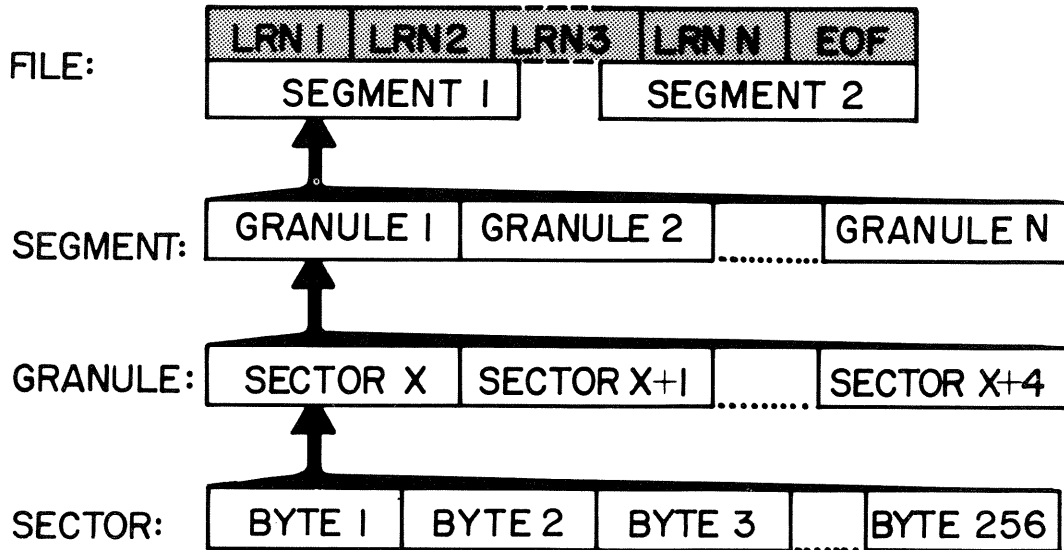 LRN 1 LRN2 LRN3 LRN N EOF
FILE:
SEGMENT 1 SEGMENT 2
SEGMENT: GRANULE 1 GRANULE 2 GRANULE N
GRANULE: SECTOR X SECTOR X+1 SECTOR X+4
SECTOR: BYTE 1 BYTE 2 BYTE 3 BYTE 256